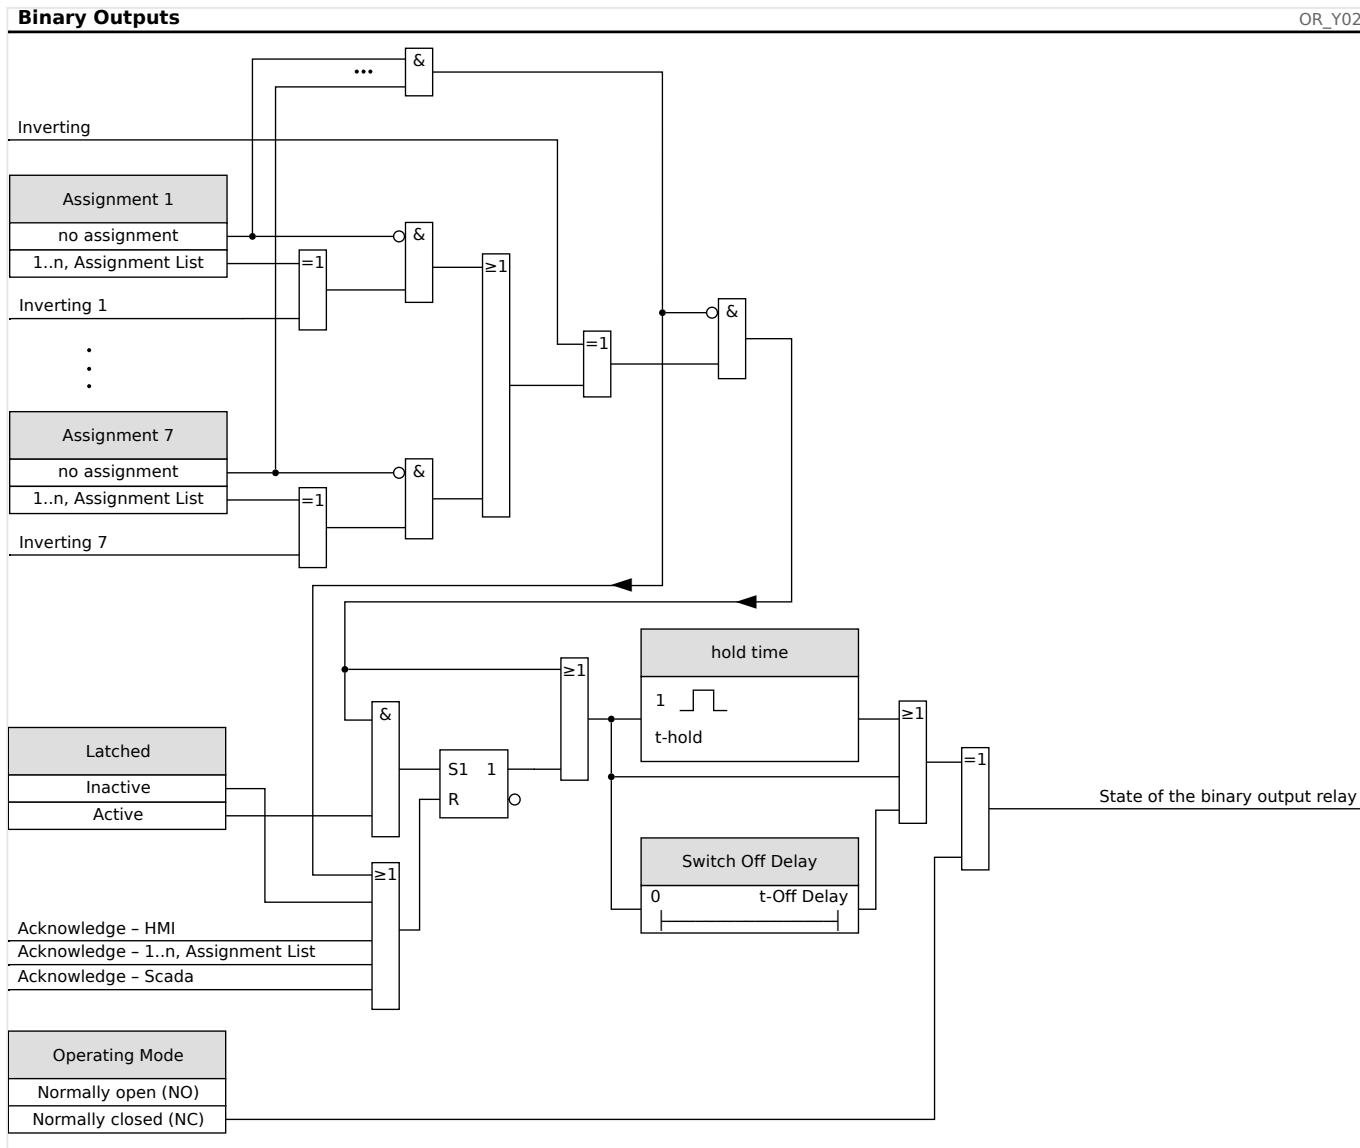 Binary Outputs
OR_Y02
&
•••
Inverting
Assignment 1
no assignment
&
1..n, Assignment List
=1
≥1
Inverting 1
&
=1
Assignment 7
no assignment
&
1..n, Assignment List
=1
Inverting 7
hold time
≥1
1
t-hold
&
≥1
Latched
Inactive
Active
S1 1
R
=1
State of the binary output relay
Switch Off Delay
0 t-Off Delay
≥1
Acknowledge – HMI
Acknowledge – 1..n, Assignment List
Acknowledge – Scada
Operating Mode
Normally open (NO)
Normally closed (NC)